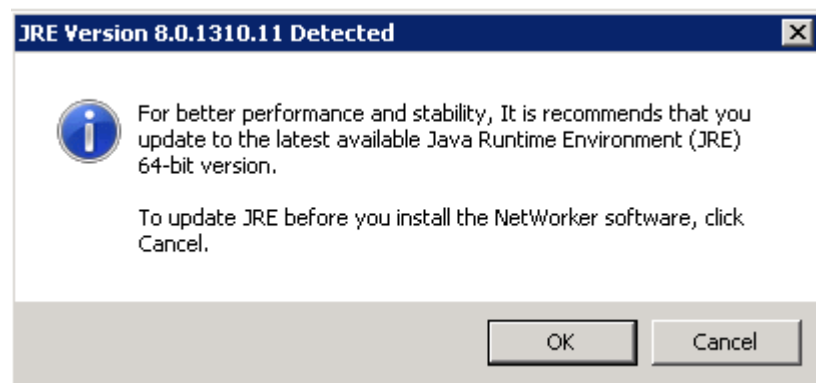 JRE Version 8.0.1310.11 Detected
For better performance and stability, It is recommends that you
update to the latest available Java Runtime Environment (JRE)
64-bit version.
To update JRE before you install the NetWorker software, click
Cancel.
OK
Cancel